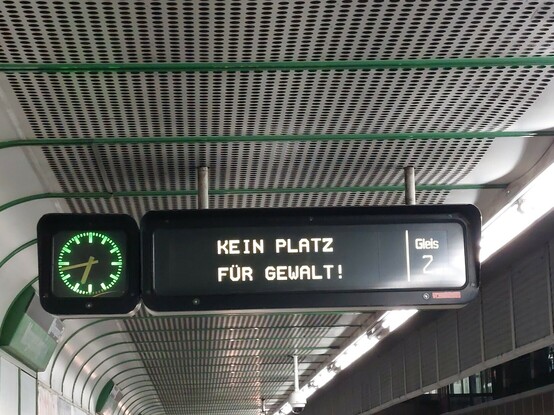 KEIN PLATZ
FÜR GEWALT!
Gleis
2